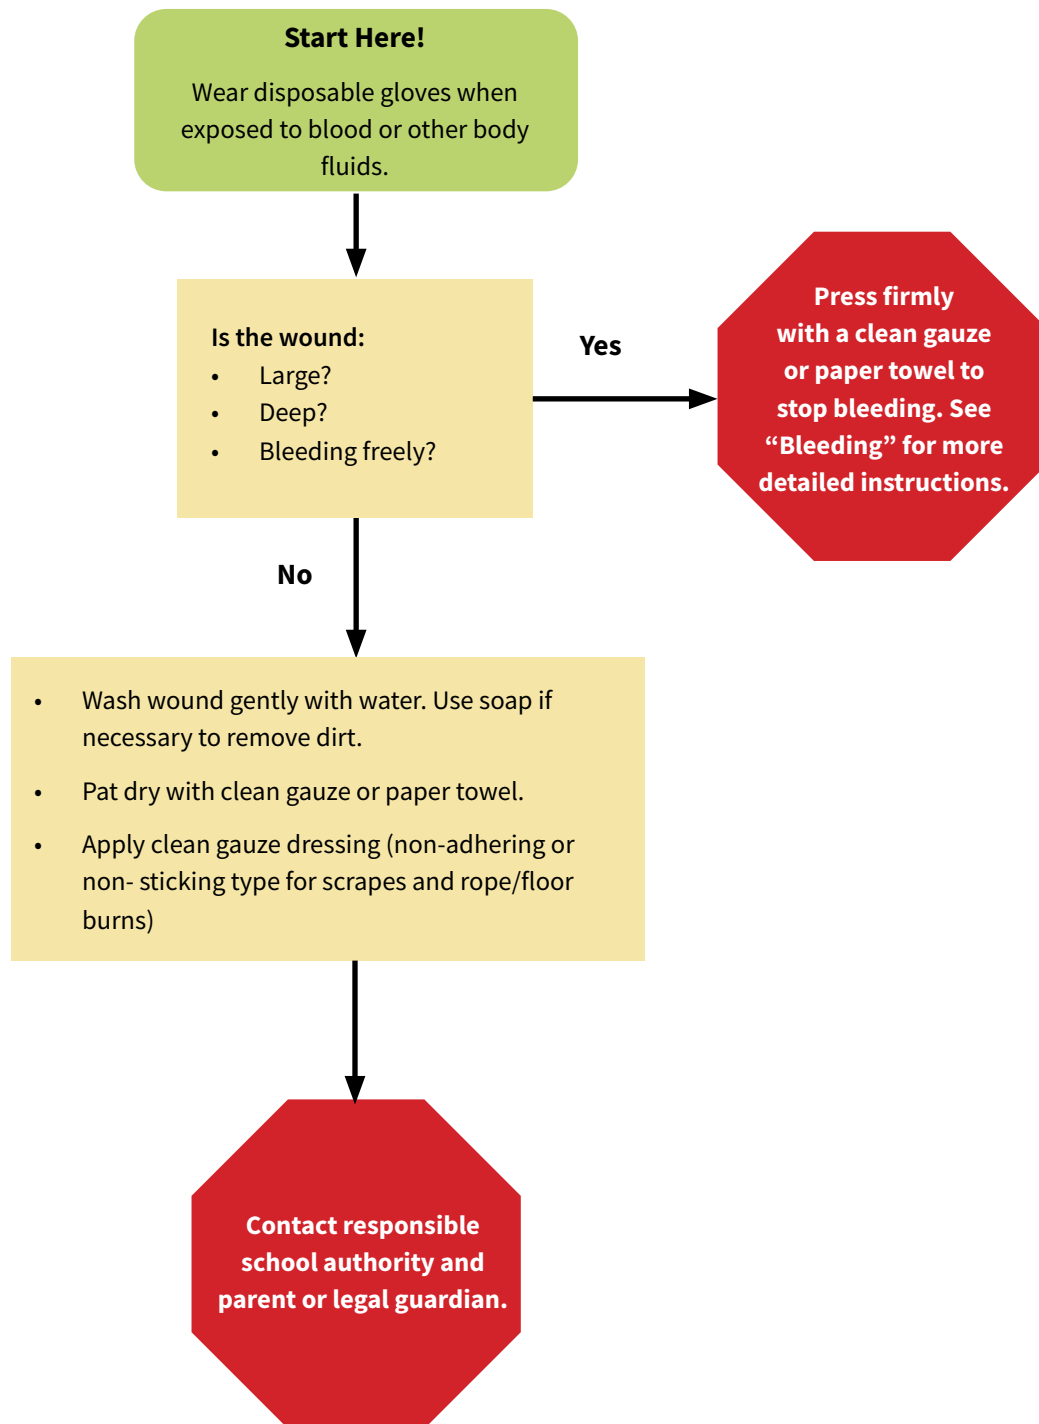 Start Here!
Wear disposable gloves when
exposed to blood or other body
fluids.
Is the wound:
• Large?
• Deep?
• Bleeding freely?
Yes
Press firmly
with a clean gauze
or paper towel to
stop bleeding. See
“Bleeding” for more
detailed instructions.
No
• Wash wound gently with water. Use soap if
necessary to remove dirt.
• Pat dry with clean gauze or paper towel.
• Apply clean gauze dressing (non-adhering or
non- sticking type for scrapes and rope/floor
burns)
Contact responsible
school authority and
parent or legal guardian.